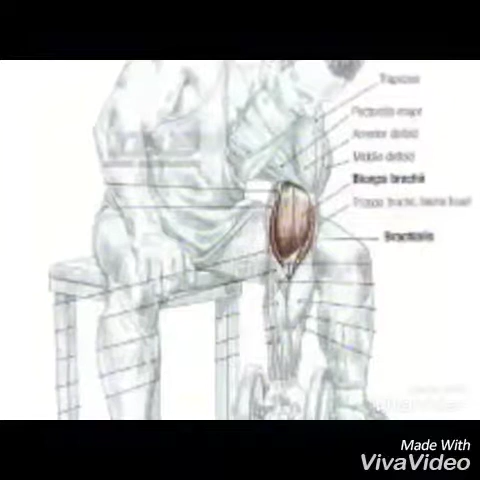 Trapezius
Pectoralis major
Anterior deltoid
Middle deltoid
Biceps brachii
Triceps brachii, lateral head
Brachialis
Made With
VivaVideo